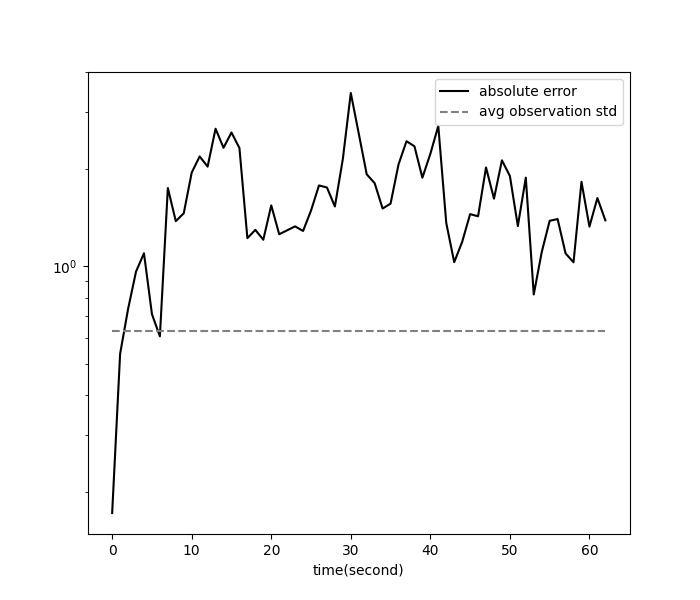 absolute error
avg observation std
10⁰
0 10 20 30 40 50 60
time(second)